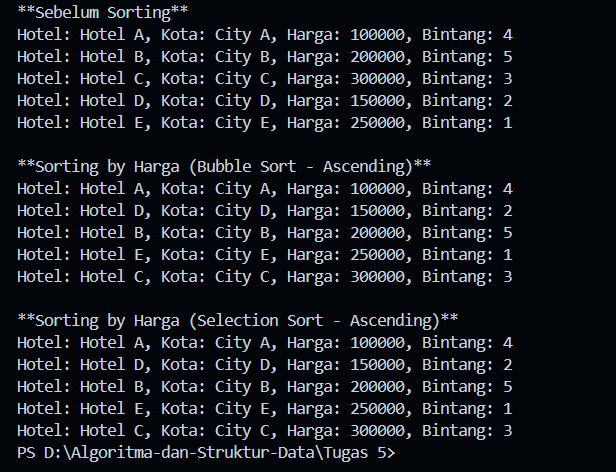 **Sebelum Sorting**
Hotel: Hotel A, Kota: City A, Harga: 100000, Bintang: 4
Hotel: Hotel B, Kota: City B, Harga: 200000, Bintang: 5
Hotel: Hotel C, Kota: City C, Harga: 300000, Bintang: 3
Hotel: Hotel D, Kota: City D, Harga: 150000, Bintang: 2
Hotel: Hotel E, Kota: City E, Harga: 250000, Bintang: 1

**Sorting by Harga (Bubble Sort - Ascending)**
Hotel: Hotel A, Kota: City A, Harga: 100000, Bintang: 4
Hotel: Hotel D, Kota: City D, Harga: 150000, Bintang: 2
Hotel: Hotel B, Kota: City B, Harga: 200000, Bintang: 5
Hotel: Hotel E, Kota: City E, Harga: 250000, Bintang: 1
Hotel: Hotel C, Kota: City C, Harga: 300000, Bintang: 3

**Sorting by Harga (Selection Sort - Ascending)**
Hotel: Hotel A, Kota: City A, Harga: 100000, Bintang: 4
Hotel: Hotel D, Kota: City D, Harga: 150000, Bintang: 2
Hotel: Hotel B, Kota: City B, Harga: 200000, Bintang: 5
Hotel: Hotel E, Kota: City E, Harga: 250000, Bintang: 1
Hotel: Hotel C, Kota: City C, Harga: 300000, Bintang: 3
PS D:\Algoritma-dan-Struktur-Data\Tugas 5>